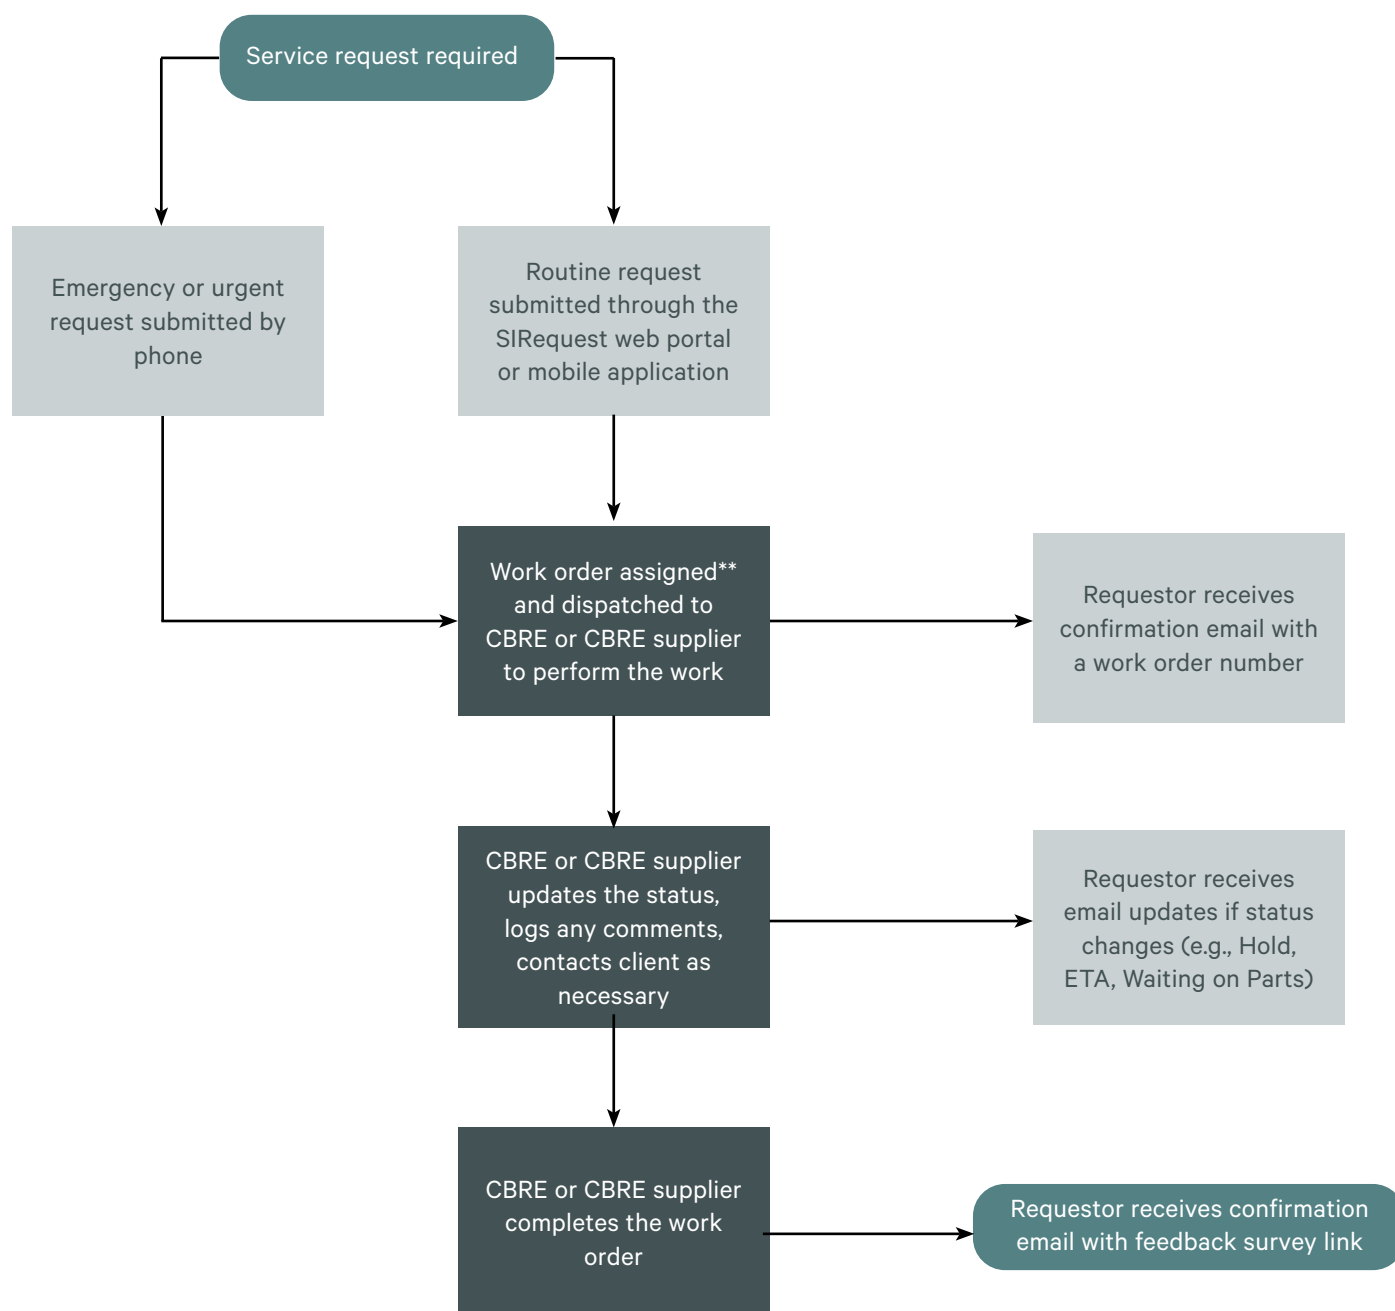 Service request required
Emergency or urgent
request submitted by
phone
Routine request
submitted through the
SIRequest web portal
or mobile application
Work order assigned**
and dispatched to
CBRE or CBRE supplier
to perform the work
Requestor receives
confirmation email with
a work order number
CBRE or CBRE supplier
updates the status,
logs any comments,
contacts client as
necessary
Requestor receives
email updates if status
changes (e.g., Hold,
ETA, Waiting on Parts)
CBRE or CBRE supplier
completes the work
order
Requestor receives confirmation
email with feedback survey link